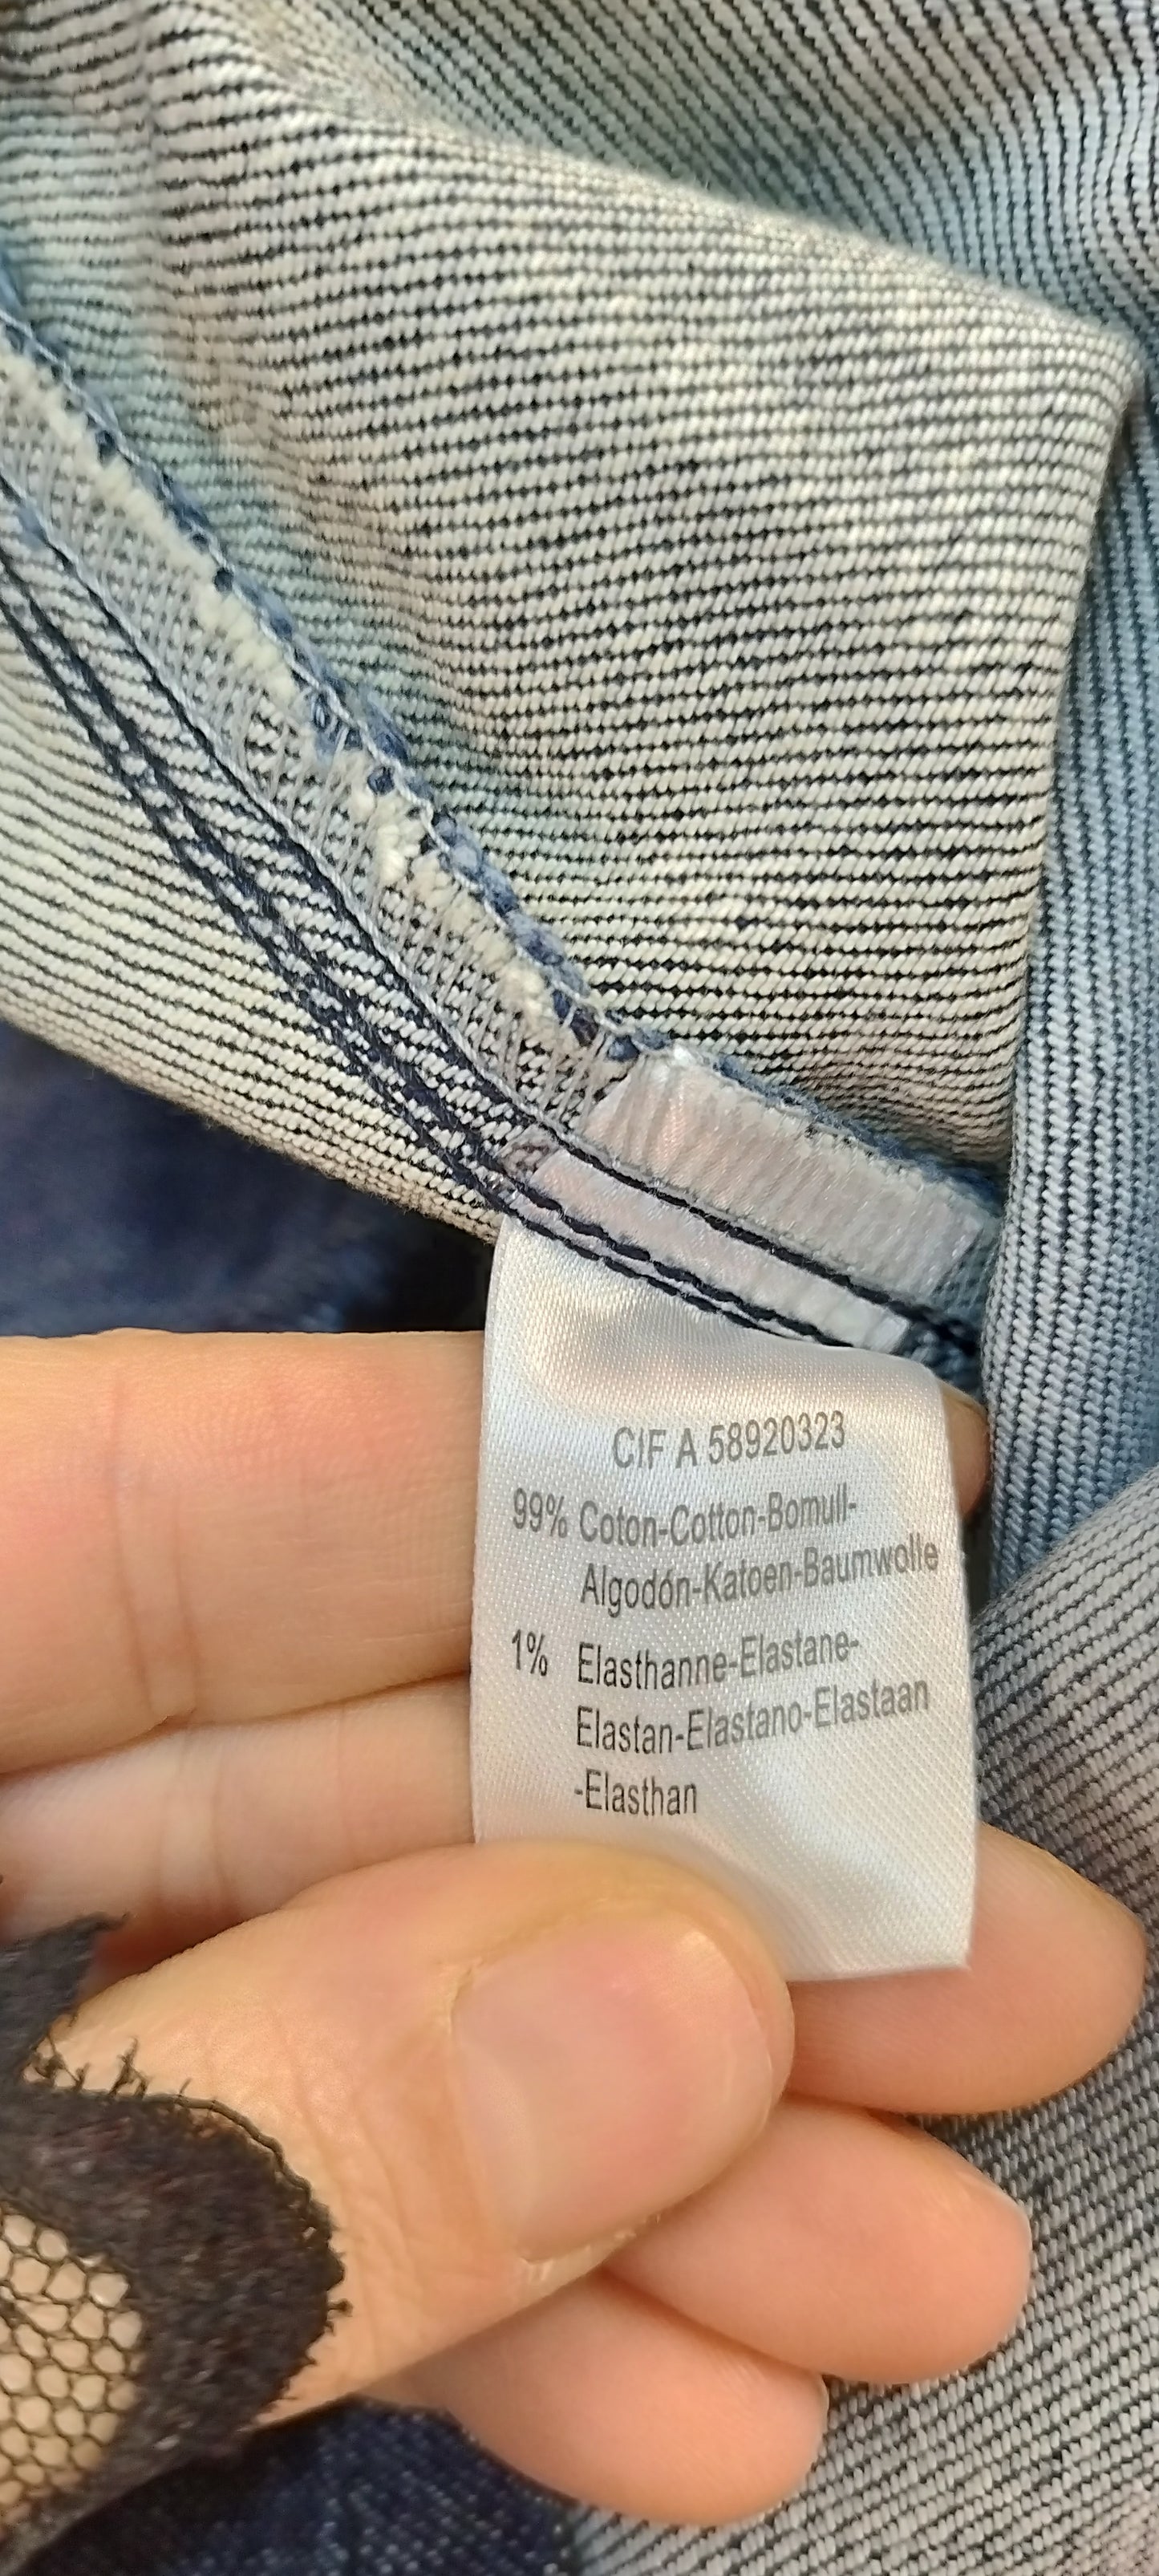 CIF A 58920323
99% Coton-Cotton-Bomull-
Algodón-Katoen-Baumwolle
1% Elasthanne-Elastane-
Elastan-Elastano-Elastaan
-Elasthan